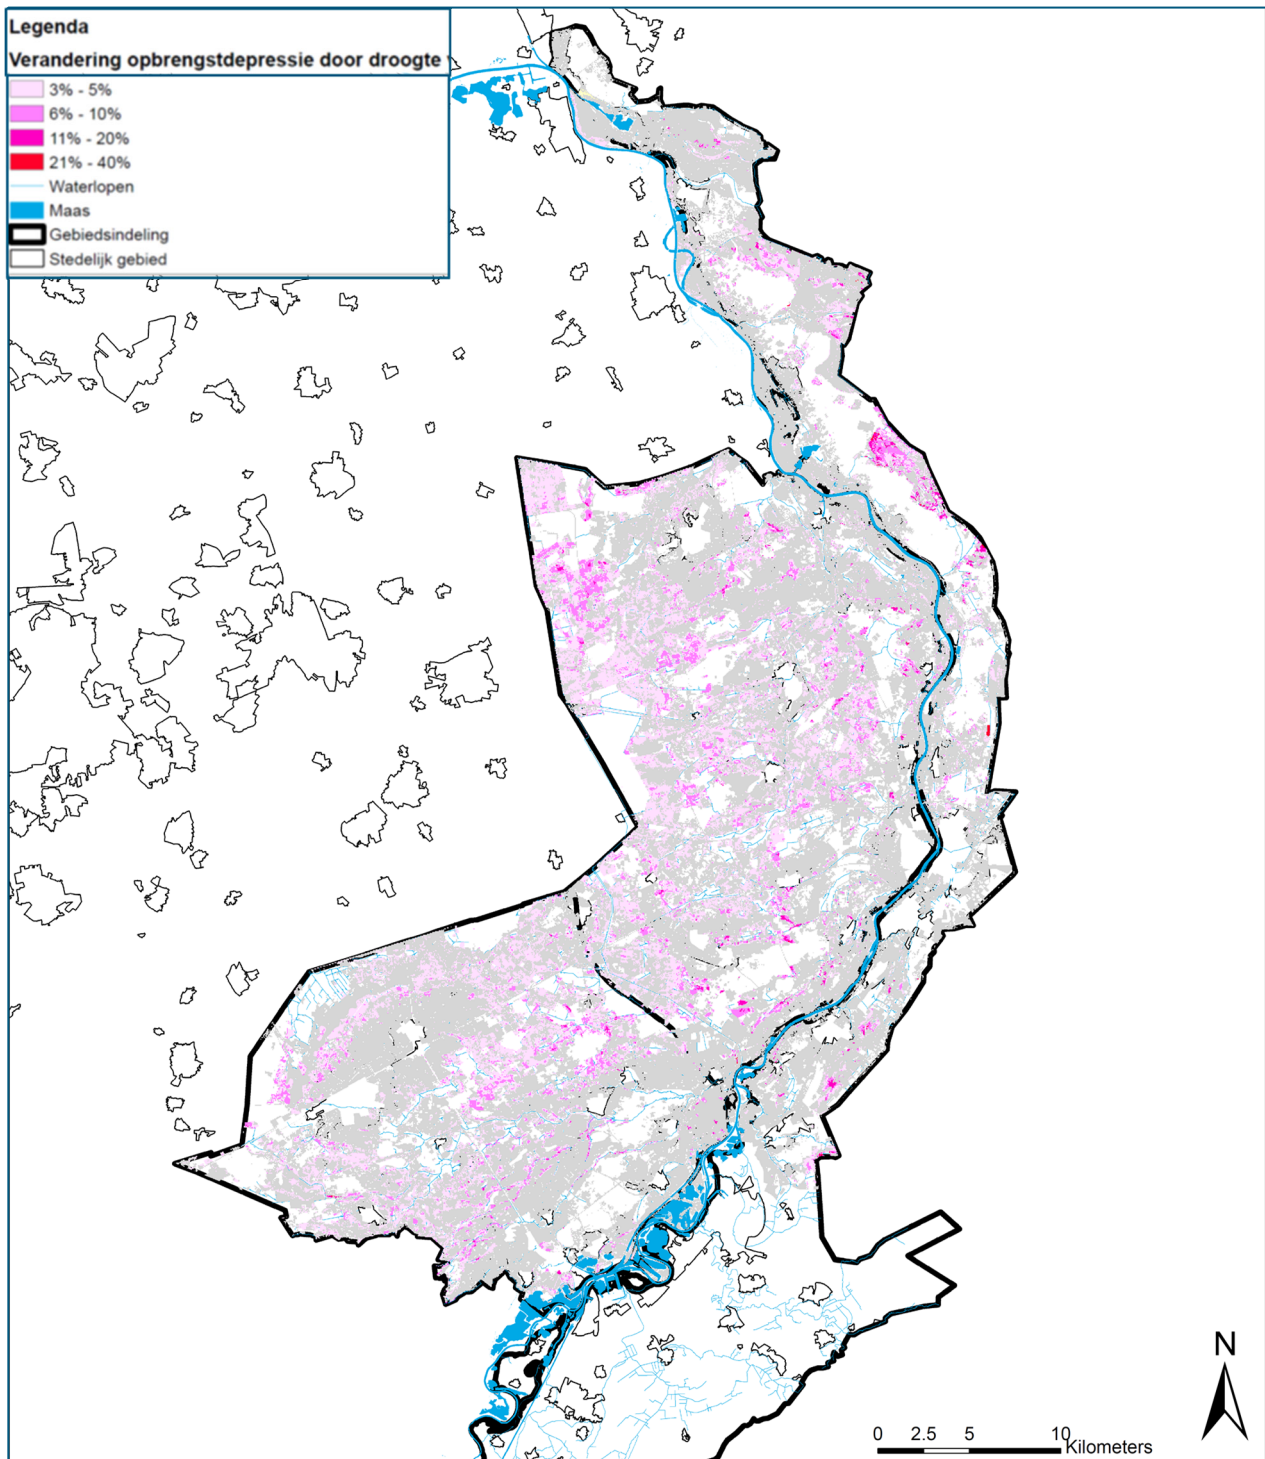 Legenda
Verandering opbrengstdepressie door droogte
3% - 5%
6% - 10%
11% - 20%
21% - 40%
Waterlopen
Maas
Gebiedsindeling
Stedelijk gebied
N
0 2.5 5 10
Kilometers